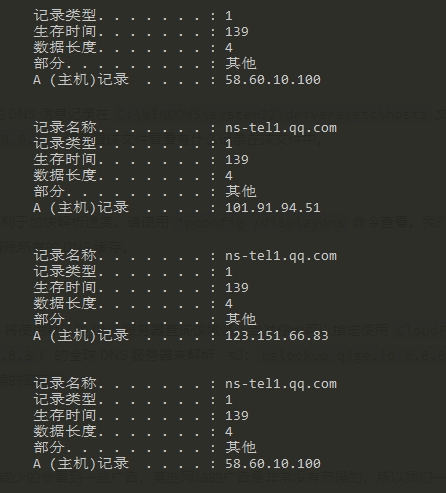 记录类型. . . . . . . : 1
生存时间. . . . . . . : 139
数据长度. . . . . . . : 4
部分. . . . . . . . . : 其他
A (主机)记录 . . . . : 58.60.10.100
记录名称. . . . . . . : ns-tel1.qq.com
记录类型. . . . . . . : 1
生存时间. . . . . . . : 139
数据长度. . . . . . . : 4
部分. . . . . . . . . : 其他
A (主机)记录 . . . . : 101.91.94.51
记录名称. . . . . . . : ns-tel1.qq.com
记录类型. . . . . . . : 1
生存时间. . . . . . . : 139
数据长度. . . . . . . : 4
部分. . . . . . . . . : 其他
A (主机)记录 . . . . : 123.151.66.83
记录名称. . . . . . . : ns-tel1.qq.com
记录类型. . . . . . . : 1
生存时间. . . . . . . : 139
数据长度. . . . . . . : 4
部分. . . . . . . . . : 其他
A (主机)记录 . . . . : 58.60.10.100